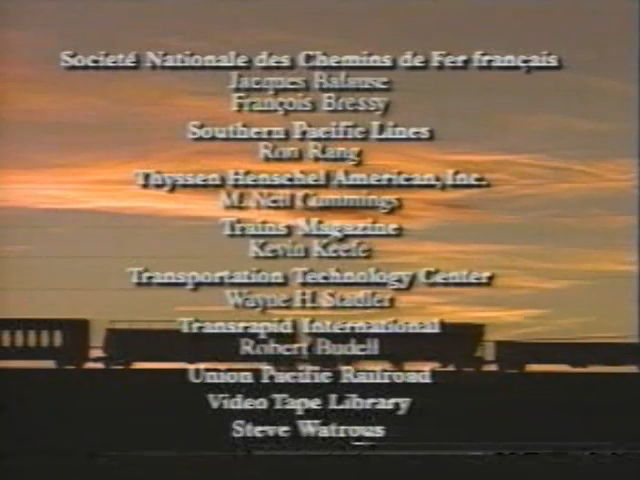 Societé Nationale des Chemins de Fer français
Jacques Rafause
François Bressy
Southern Pacific Lines
Ron Rang
Thyssen Henschel American, Inc.
M. Neil Cummings
Trains Magazine
Kevin Keefe
Transportation Technology Center
Wayne H. Stadler
Transrapid International
Robert Budell
Union Pacific Railroad
Video Tape Library
Steve Watrous